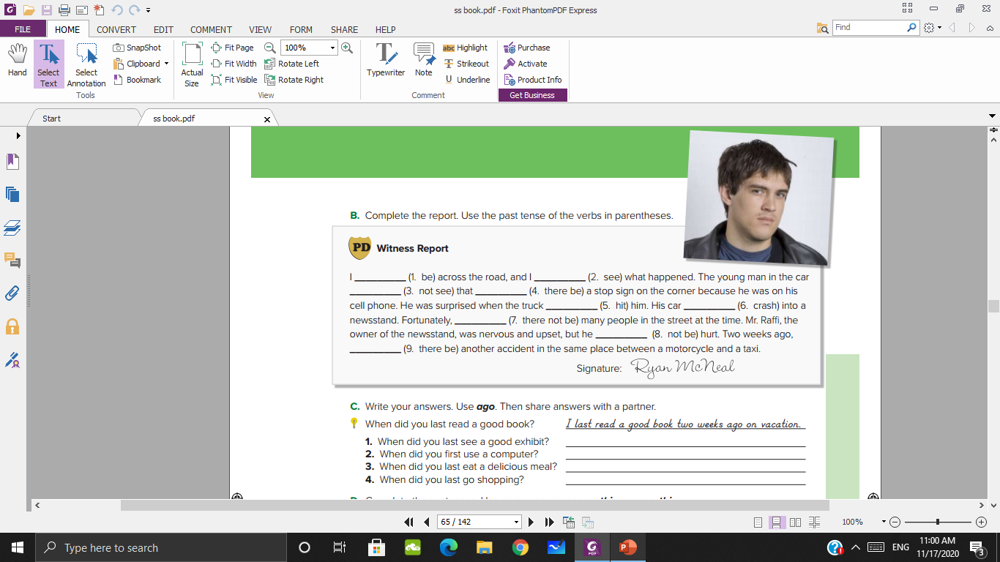 ss book.pdf - Foxit PhantomPDF Express
FILE HOME CONVERT EDIT COMMENT VIEW FORM SHARE HELP Find
Hand
Select Text
Select Annotation
SnapShot
Clipboard
Bookmark
Tools
Actual Size
Fit Page
Fit Width
Fit Visible
100%
Rotate Left
Rotate Right
View
Typewriter
Note
abc Highlight
T Strikeout
U Underline
Comment
Purchase
Activate
Product Info
Get Business
Start ss book.pdf
B. Complete the report. Use the past tense of the verbs in parentheses.
PD Witness Report
I __________ (1. be) across the road, and I __________ (2. see) what happened. The young man in the car
__________ (3. not see) that __________ (4. there be) a stop sign on the corner because he was on his
cell phone. He was surprised when the truck __________ (5. hit) him. His car __________ (6. crash) into a
newsstand. Fortunately, __________ (7. there not be) many people in the street at the time. Mr. Raffi, the
owner of the newsstand, was nervous and upset, but he __________ (8. not be) hurt. Two weeks ago,
__________ (9. there be) another accident in the same place between a motorcycle and a taxi.
Signature: Ryan McNeal
C. Write your answers. Use ago. Then share answers with a partner.
When did you last read a good book? I last read a good book two weeks ago on vacation.
1. When did you last see a good exhibit?
2. When did you first use a computer?
3. When did you last eat a delicious meal?
4. When did you last go shopping?
65 / 142 100%
Type here to search
ENG
11:00 AM
11/17/2020
3